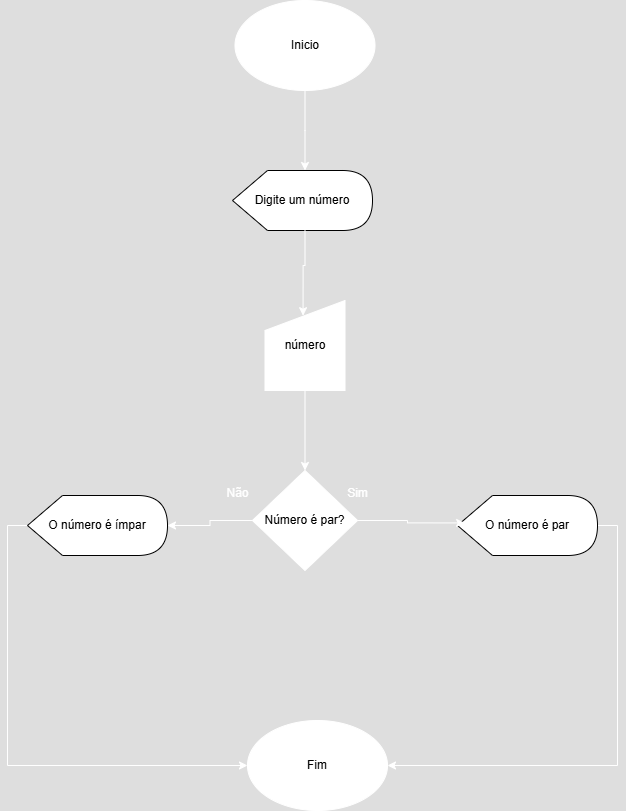 Inicio
Digite um número
número
Não
Sim
Número é par?
O número é ímpar
O número é par
Fim